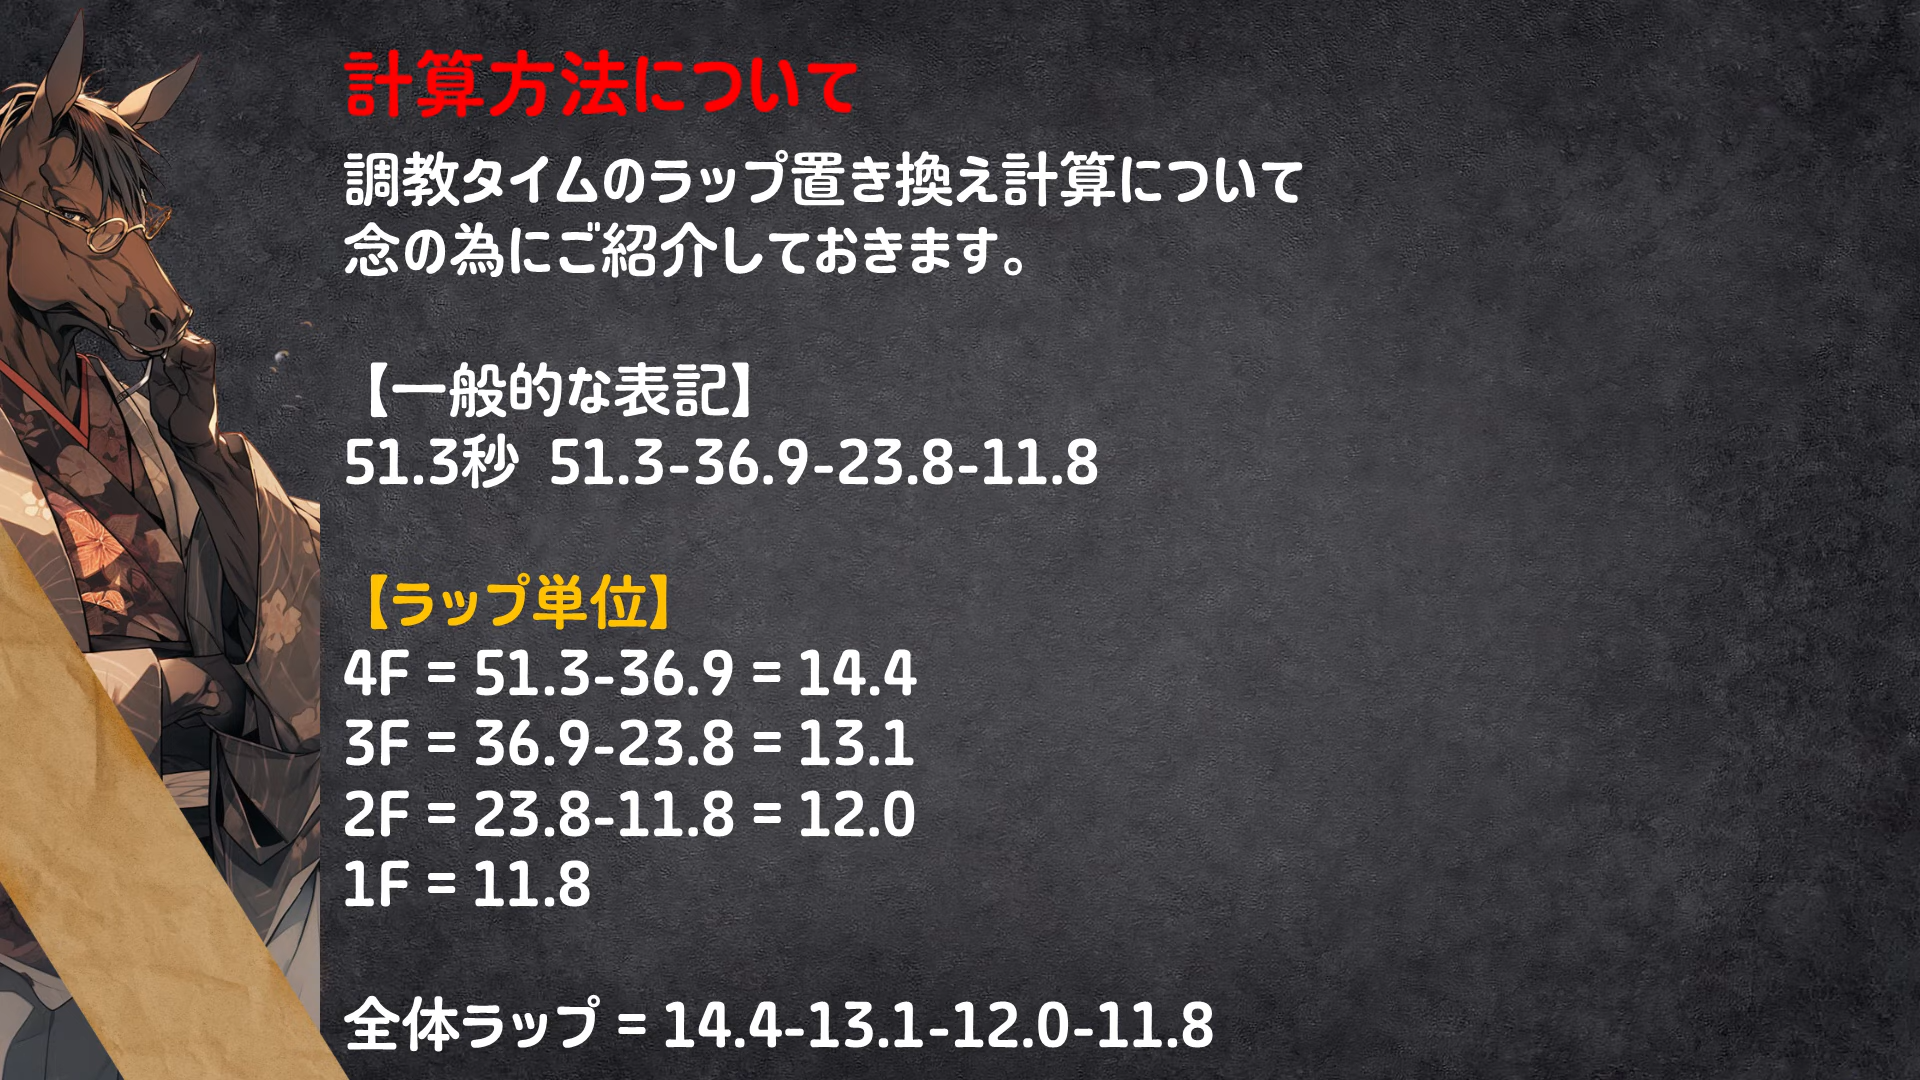 計算方法について
調教タイムのラップ置き換え計算について
念の為にご紹介しておきます。
【一般的な表記】
51.3秒 51.3-36.9-23.8-11.8
【ラップ単位】
4F = 51.3-36.9 = 14.4
3F = 36.9-23.8 = 13.1
2F = 23.8-11.8 = 12.0
1F = 11.8
全体ラップ = 14.4-13.1-12.0-11.8